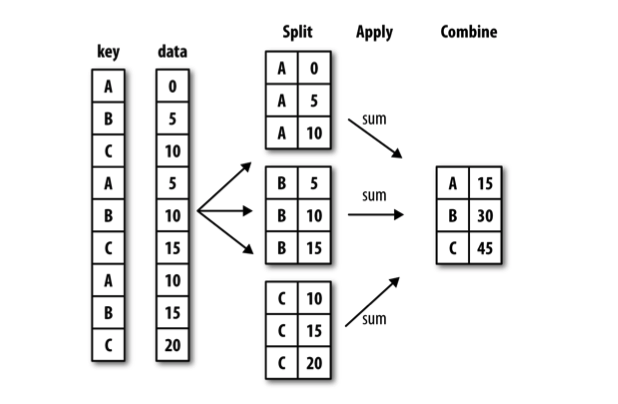 Split Apply Combine
key data
A 0
B 5
C 10
A 5
B 10
C 15
A 10
B 15
C 20
A 0
A 5
A 10
B 5
B 10
B 15
C 10
C 15
C 20
sum
sum
sum
A 15
B 30
C 45